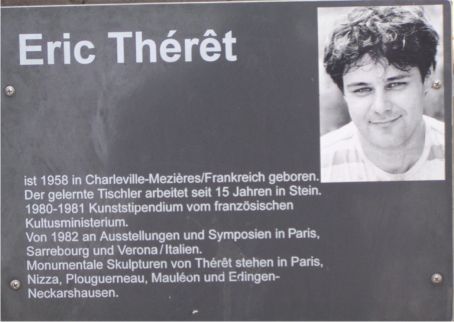 Eric Thérêt
ist 1958 in Charleville-Mezières/Frankreich geboren.
Der gelernte Tischler arbeitet seit 15 Jahren in Stein.
1980-1981 Kunststipendium vom französischen
Kultusministerium.
Von 1982 an Ausstellungen und Symposien in Paris,
Sarrebourg und Verona/Italien.
Monumentale Skulpturen von Thérêt stehen in Paris,
Nizza, Plouguerneau, Mauléon und Edingen-
Neckarshausen.